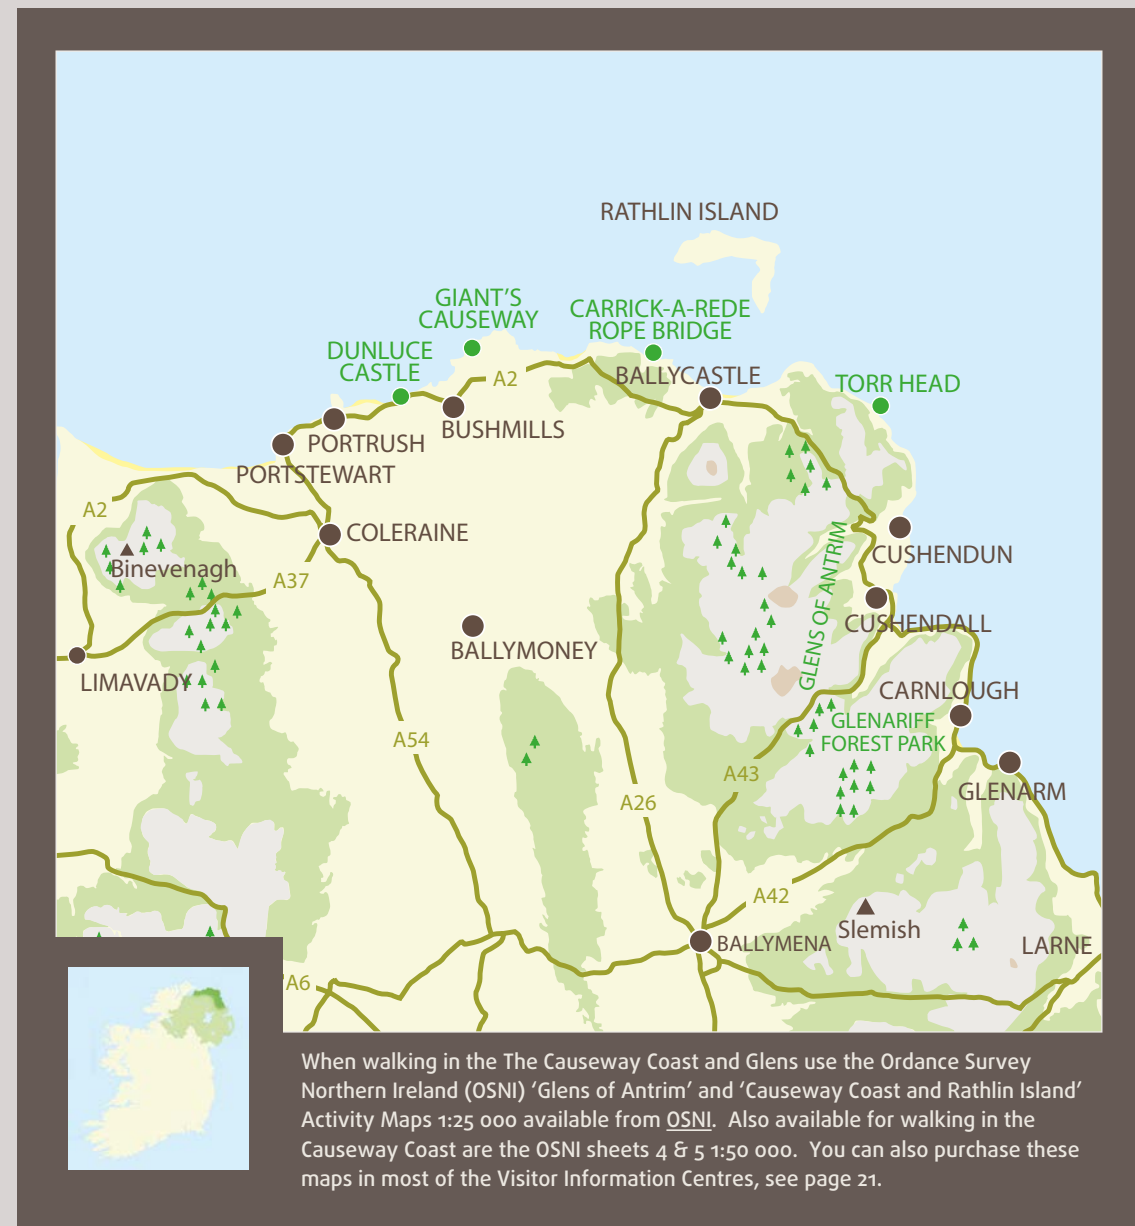 RATHLIN ISLAND
GIANT'S
CAUSEWAY
CARRICK-A-REDE
ROPE BRIDGE
DUNLUCE
CASTLE
A2
BALLYCASTLE
TORR HEAD
BUSHMILLS
PORTRUSH
PORTSTEWART
A2
COLERAINE
CUSHENDUN
Binevenagh
A37
GLENS OF ANTRIM
CUSHENDALL
BALLYMONEY
LIMAVADY
CARNLOUGH
GLENARIFF
FOREST PARK
A54
A43
A26
GLENARM
A42
Slemish
BALLYMENA
LARNE
A6
When walking in the The Causeway Coast and Glens use the Ordance Survey
Northern Ireland (OSNI) ‘Glens of Antrim’ and ‘Causeway Coast and Rathlin Island’
Activity Maps 1:25 000 available from OSNI.  Also available for walking in the
Causeway Coast are the OSNI sheets 4 & 5 1:50 000.  You can also purchase these
maps in most of the Visitor Information Centres, see page 21.